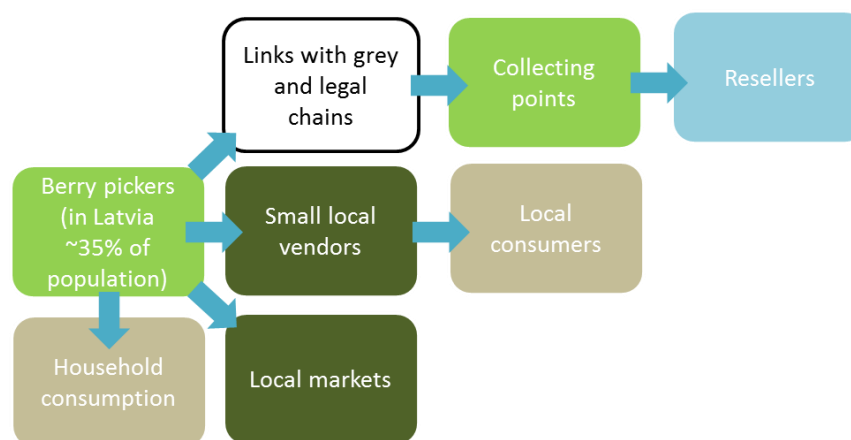 Links with grey
and legal
chains
Collecting
points
Resellers
Berry pickers
(in Latvia
~35% of
population)
Small local
vendors
Local
consumers
Household
consumption
Local markets